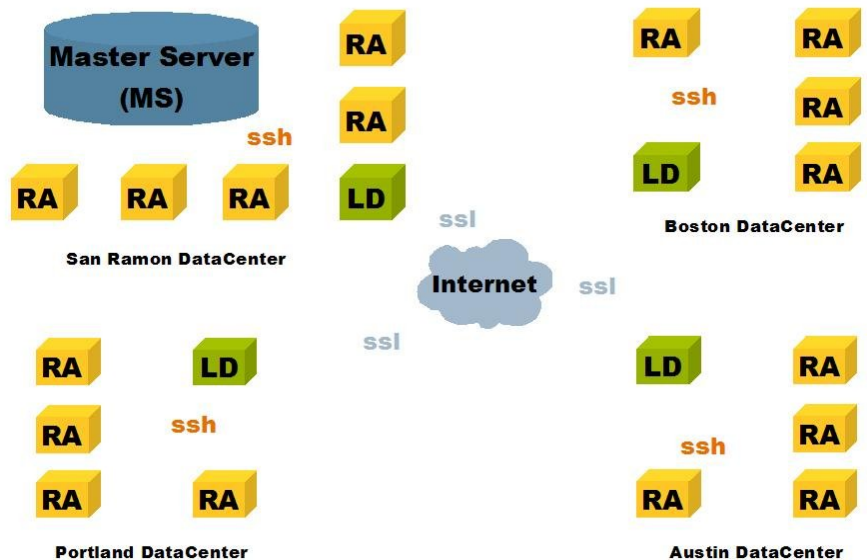 Master Server
(MS)
RA
RA
ssh
RA
RA
RA
LD
San Ramon DataCenter
RA
RA
ssh
RA
LD
RA
Boston DataCenter
ssl
Internet
ssl
ssl
RA
LD
RA
ssh
RA
RA
Portland DataCenter
LD
RA
RA
ssh
RA
RA
Austin DataCenter